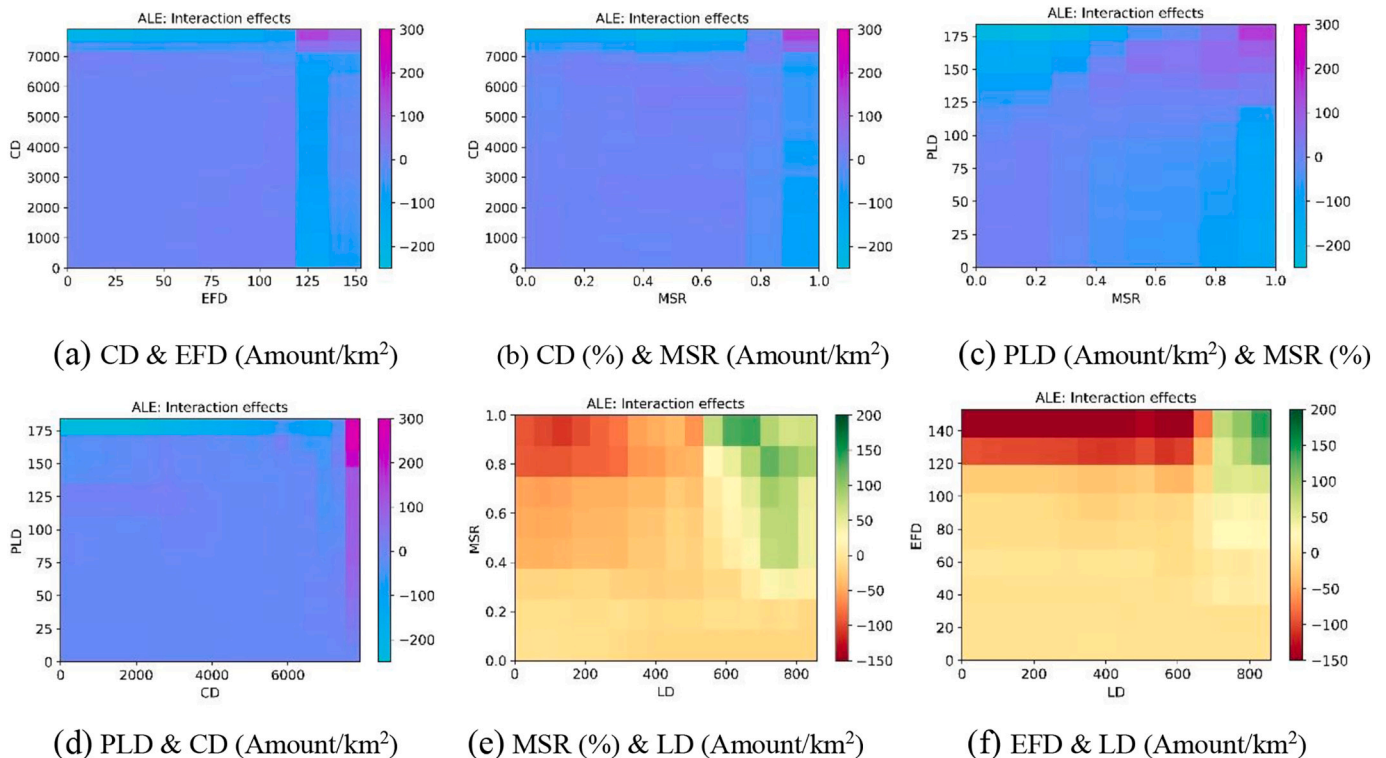 ALE: Interaction effects
7000
6000
5000
4000
3000
2000
1000
0
CD
0 25 50 75 100 125 150
EFD
300
200
100
0
−100
−200
(a) CD & EFD (Amount/km²)
ALE: Interaction effects
7000
6000
5000
4000
3000
2000
1000
0
CD
0.0 0.2 0.4 0.6 0.8 1.0
MSR
300
200
100
0
−100
−200
(b) CD (%) & MSR (Amount/km²)
ALE: Interaction effects
175
150
125
100
75
50
25
0
PLD
0.0 0.2 0.4 0.6 0.8 1.0
MSR
300
200
100
0
−100
−200
(c) PLD (Amount/km²) & MSR (%)
ALE: Interaction effects
175
150
125
100
75
50
25
0
PLD
0 2000 4000 6000
CD
300
200
100
0
−100
−200
(d) PLD & CD (Amount/km²)
ALE: Interaction effects
1.0
0.8
0.6
0.4
0.2
0.0
MSR
0 200 400 600 800
LD
200
150
100
50
0
−50
−100
−150
(e) MSR (%) & LD (Amount/km²)
ALE: Interaction effects
140
120
100
80
60
40
20
0
EFD
0 200 400 600 800
LD
200
150
100
50
0
−50
−100
−150
(f) EFD & LD (Amount/km²)